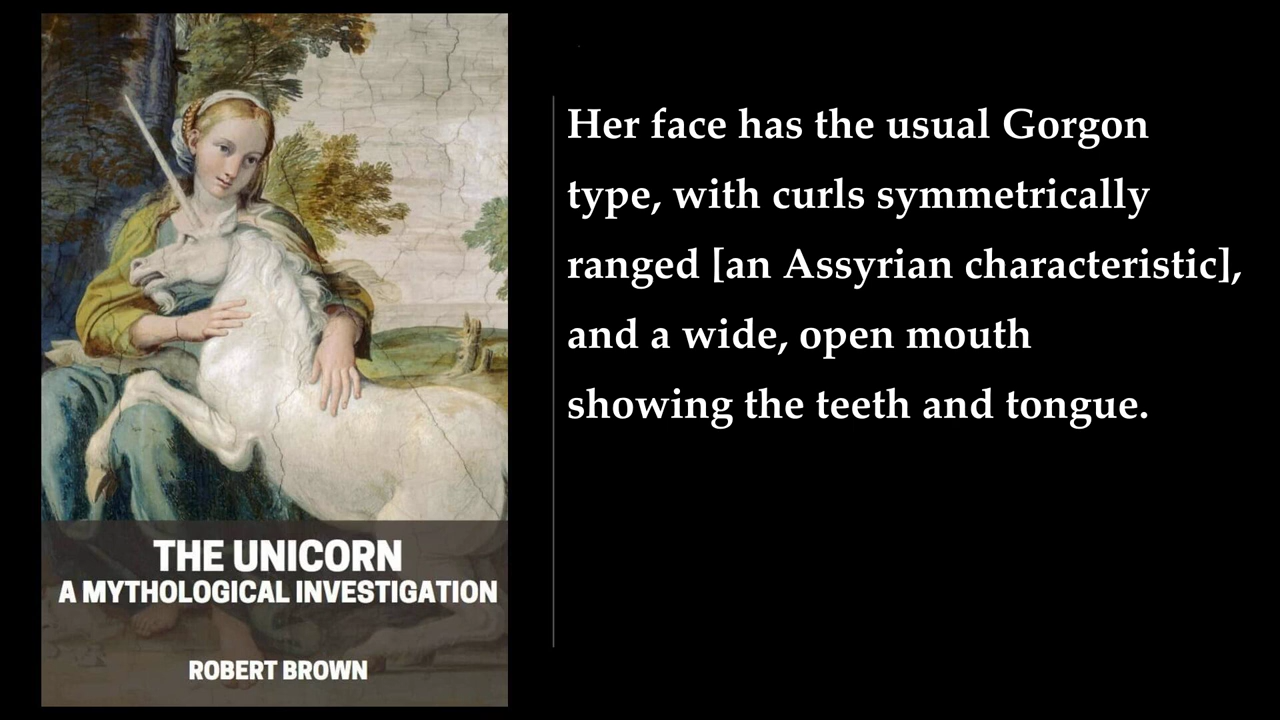 THE UNICORN
A MYTHOLOGICAL INVESTIGATION
ROBERT BROWN
Her face has the usual Gorgon
type, with curls symmetrically
ranged [an Assyrian characteristic],
and a wide, open mouth
showing the teeth and tongue.